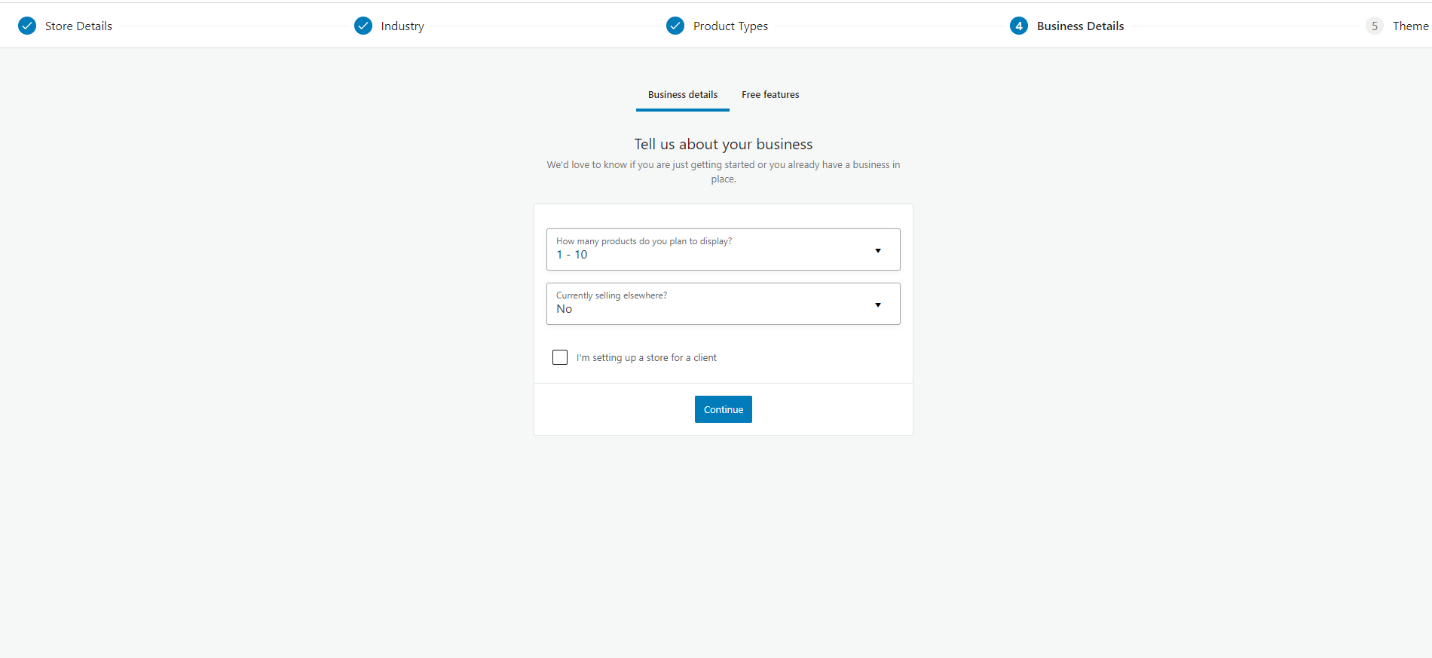 Store Details
Industry
Product Types
4 Business Details
5 Theme
Business details
Free features
Tell us about your business
We'd love to know if you are just getting started or you already have a business in
place.
How many products do you plan to display?
1 - 10
Currently selling elsewhere?
No
I'm setting up a store for a client
Continue